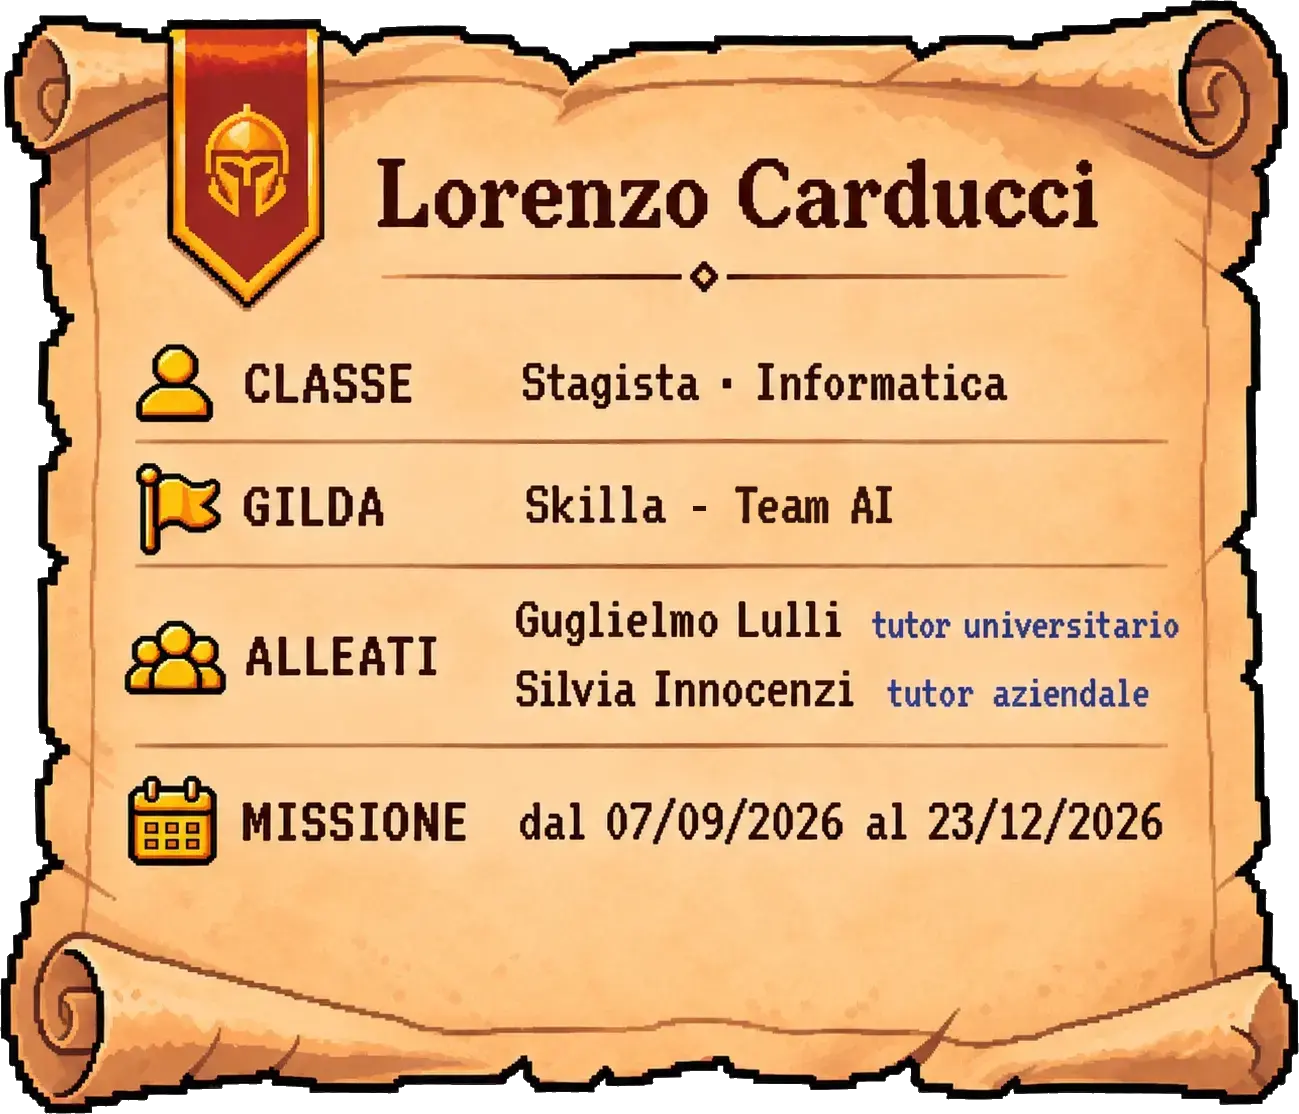 Lorenzo Carducci
CLASSE Stagista · Informatica
GILDA Skilla - Team AI
ALLEATI
Guglielmo Lulli tutor universitario
Silvia Innocenzi tutor aziendale
MISSIONE dal 07/09/2026 al 23/12/2026